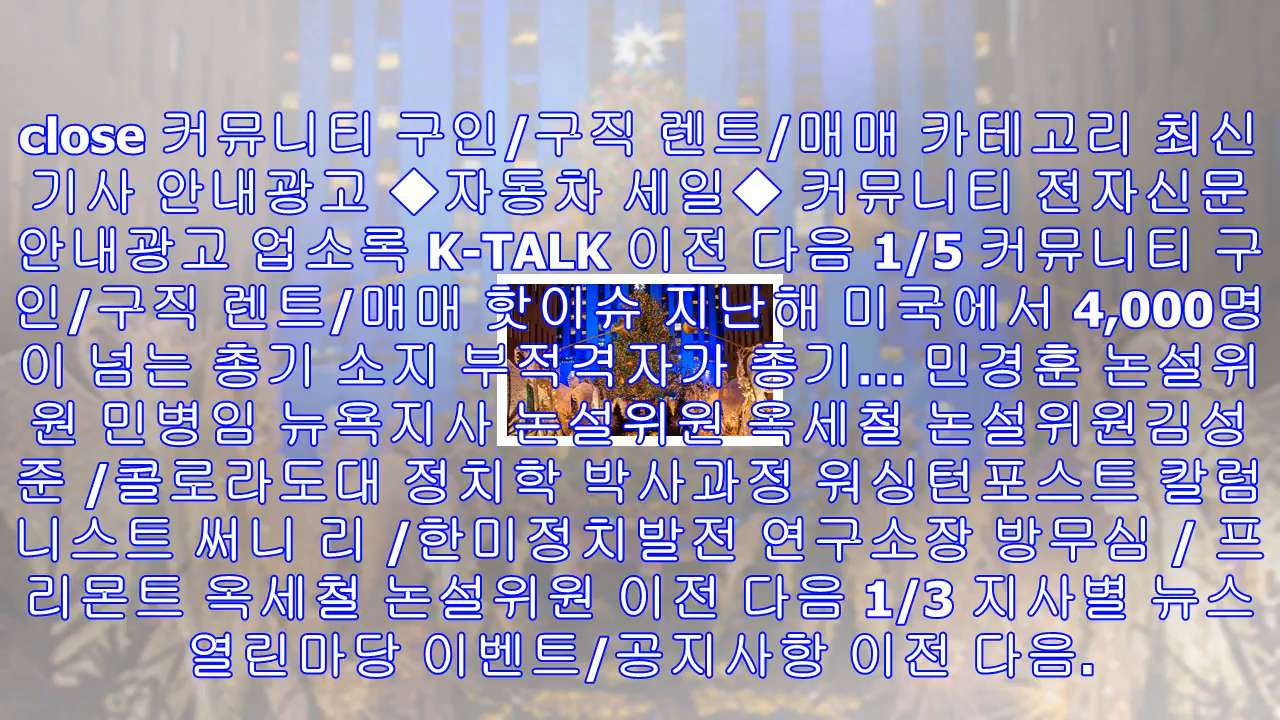 close 커뮤니티 구인/구직 렌트/매매 카테고리 최신
기사 안내광고 ◆자동차 세일◆ 커뮤니티 전자신문
안내광고 업소록 K-TALK 이전 다음 1/5 커뮤니티 구
인/구직 렌트/매매 핫이슈 지난해 미국에서 4,000명
이 넘는 총기 소지 부적격자가 총기... 민경훈 논설위
원 민병임 뉴욕지사 논설위원 옥세철 논설위원김성
준 /콜로라도대 정치학 박사과정 워싱턴포스트 칼럼
니스트 써니 리 /한미정치발전 연구소장 방무심 / 프
리몬트 옥세철 논설위원 이전 다음 1/3 지사별 뉴스
열린마당 이벤트/공지사항 이전 다음.